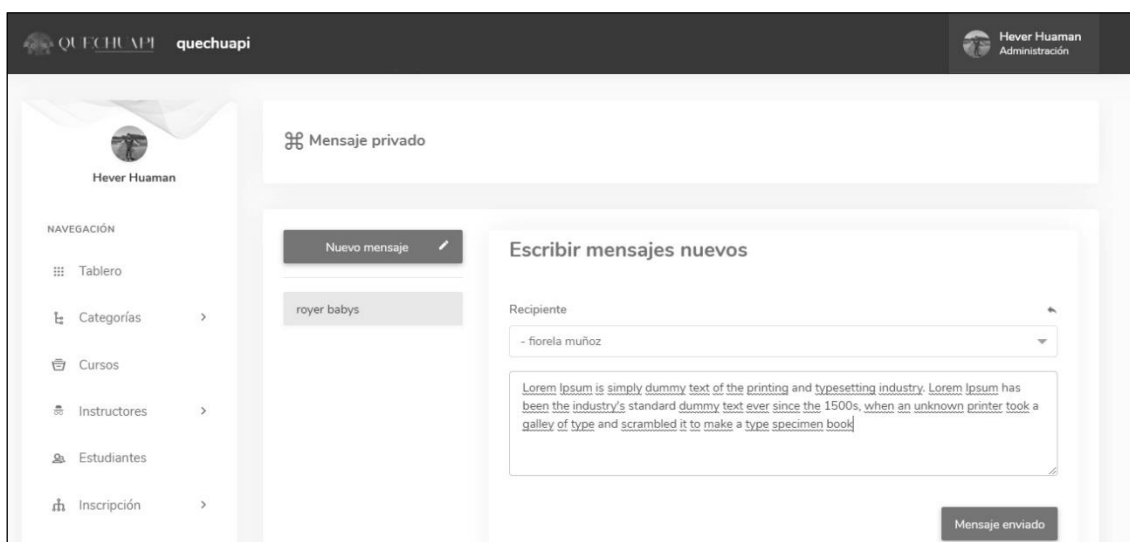 QUECHUAPI quechuapi
Hever Huaman
Administración
Hever Huaman
NAVEGACIÓN
Tablero
Categorías
Cursos
Instructores
Estudiantes
Inscripción
Mensaje privado
Nuevo mensaje
royer babys
Escribir mensajes nuevos
Recipiente
- fiorela muñoz
Lorem Ipsum is simply dummy text of the printing and typesetting industry. Lorem Ipsum has
been the industry's standard dummy text ever since the 1500s, when an unknown printer took a
galley of type and scrambled it to make a type specimen book
Mensaje enviado